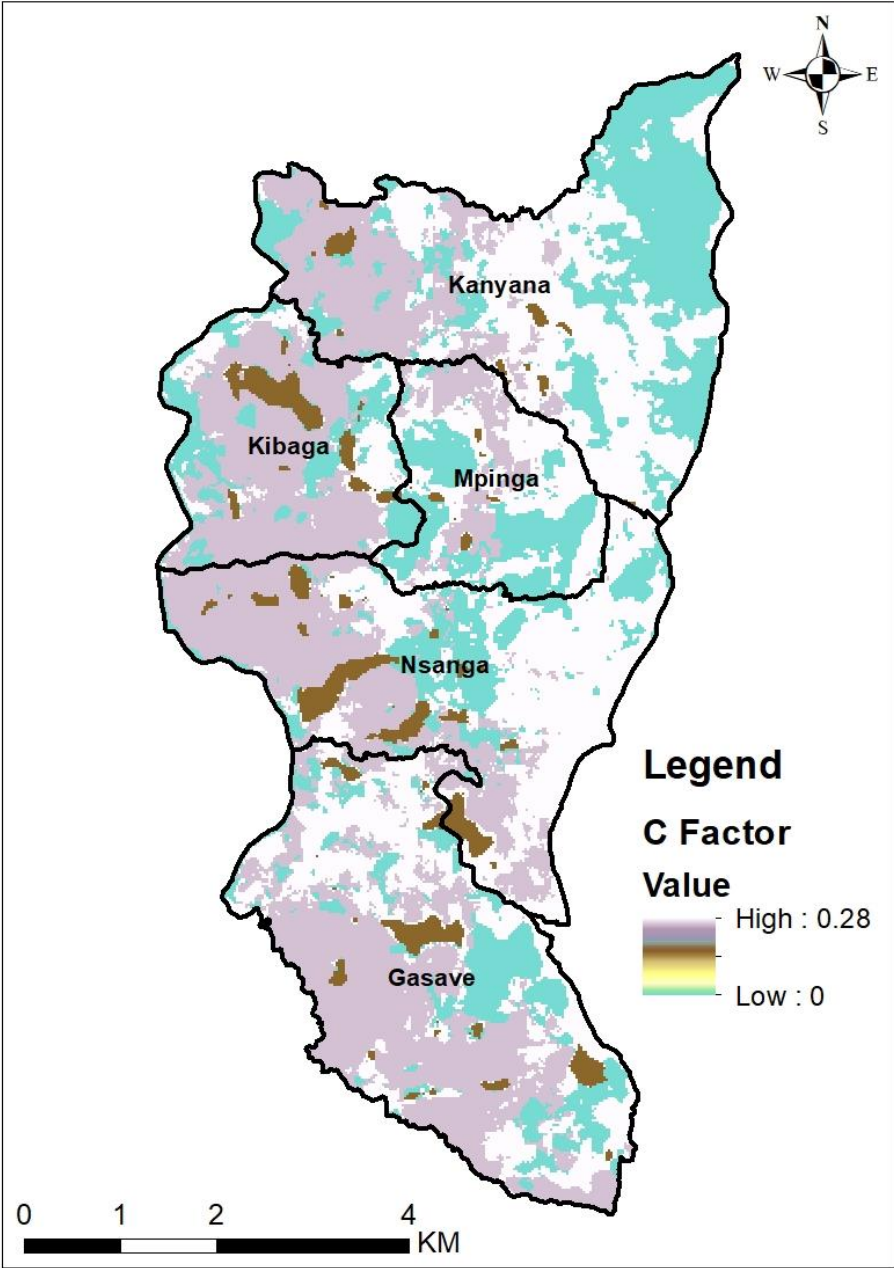 N
W E
S
Kanyana
Kibaga
Mpinga
Nsanga
Legend
C Factor
Value
High : 0.28
Low : 0
Gasave
0 1 2 4
KM